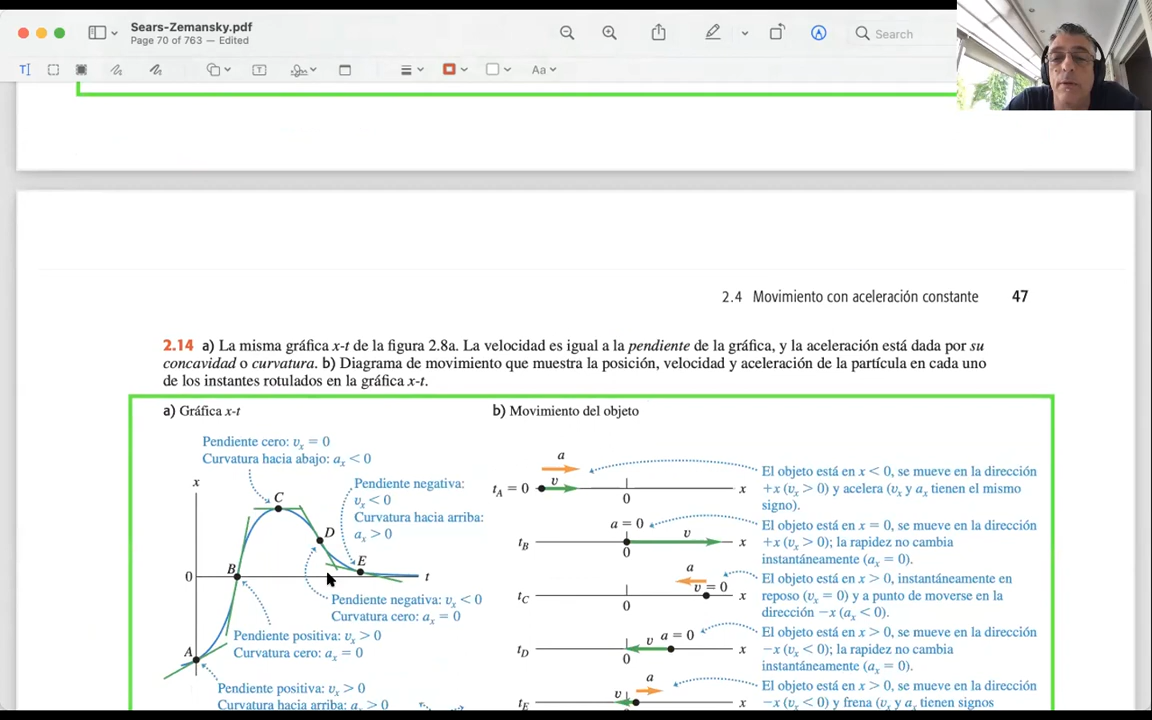 Sears-Zemansky.pdf
Page 70 of 763 — Edited
Search
Aa
2.4 Movimiento con aceleración constante 47
2.14 a) La misma gráfica x-t de la figura 2.8a. La velocidad es igual a la pendiente de la gráfica, y la aceleración está dada por su
concavidad o curvatura. b) Diagrama de movimiento que muestra la posición, velocidad y aceleración de la partícula en cada uno
de los instantes rotulados en la gráfica x-t.
a) Gráfica x-t
Pendiente cero: vₓ = 0
Curvatura hacia abajo: aₓ < 0
x
Pendiente negativa:
vₓ < 0
Curvatura hacia arriba:
aₓ > 0
C
D
E
B
0
t
Pendiente negativa: vₓ < 0
Curvatura cero: aₓ = 0
Pendiente positiva: vₓ > 0
Curvatura cero: aₓ = 0
A
Pendiente positiva: vₓ > 0
Curvatura hacia arriba: aₓ > 0
b) Movimiento del objeto
a
v
t_A = 0
0
x
El objeto está en x < 0, se mueve en la dirección
+x (vₓ > 0) y acelera (vₓ y aₓ tienen el mismo
signo).
a = 0
v
t_B
0
x
El objeto está en x = 0, se mueve en la dirección
+x (vₓ > 0); la rapidez no cambia
instantáneamente (aₓ = 0).
a
v = 0
t_C
0
x
El objeto está en x > 0, instantáneamente en
reposo (vₓ = 0) y a punto de moverse en la
dirección −x (aₓ < 0).
v a = 0
t_D
0
x
El objeto está en x > 0, se mueve en la dirección
−x (vₓ < 0); la rapidez no cambia
instantáneamente (aₓ = 0).
a
v
t_E
x
El objeto está en x > 0, se mueve en la dirección
−x (vₓ < 0) y frena (vₓ y aₓ tienen signos